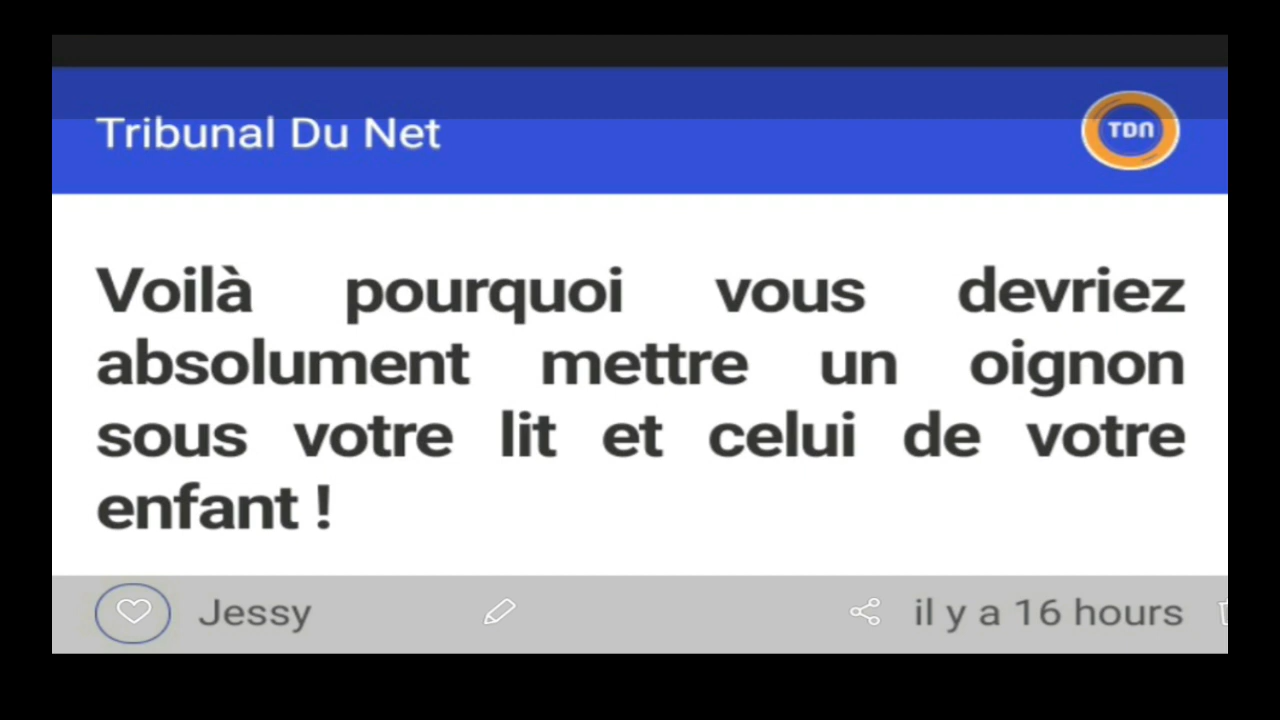 Tribunal Du Net
TDN
Voilà pourquoi vous devriez
absolument mettre un oignon
sous votre lit et celui de votre
enfant !
Jessy
il y a 16 hours